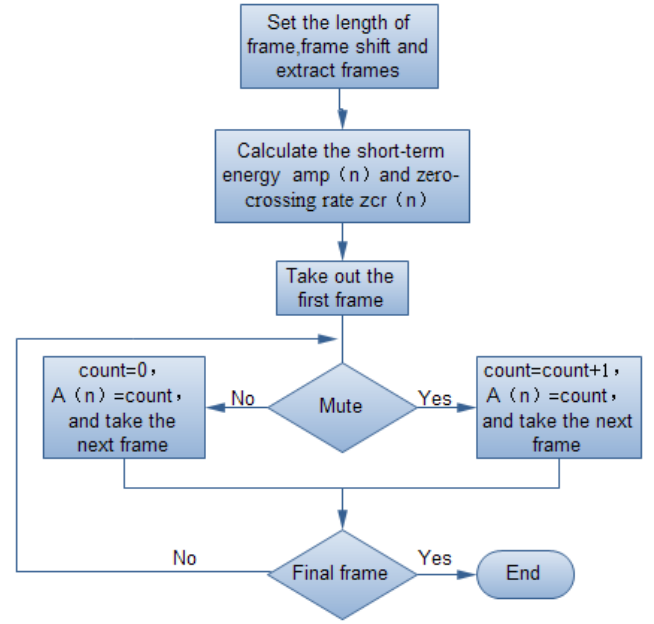 Set the length of
frame,frame shift and
extract frames
Calculate the short-term
energy amp（n）and zero-
crossing rate zcr（n）
Take out the
first frame
count=0，
A（n）=count，
and take the
next frame
No
Mute
Yes
count=count+1，
A（n）=count，
and take the next
frame
No
Final frame
Yes
End